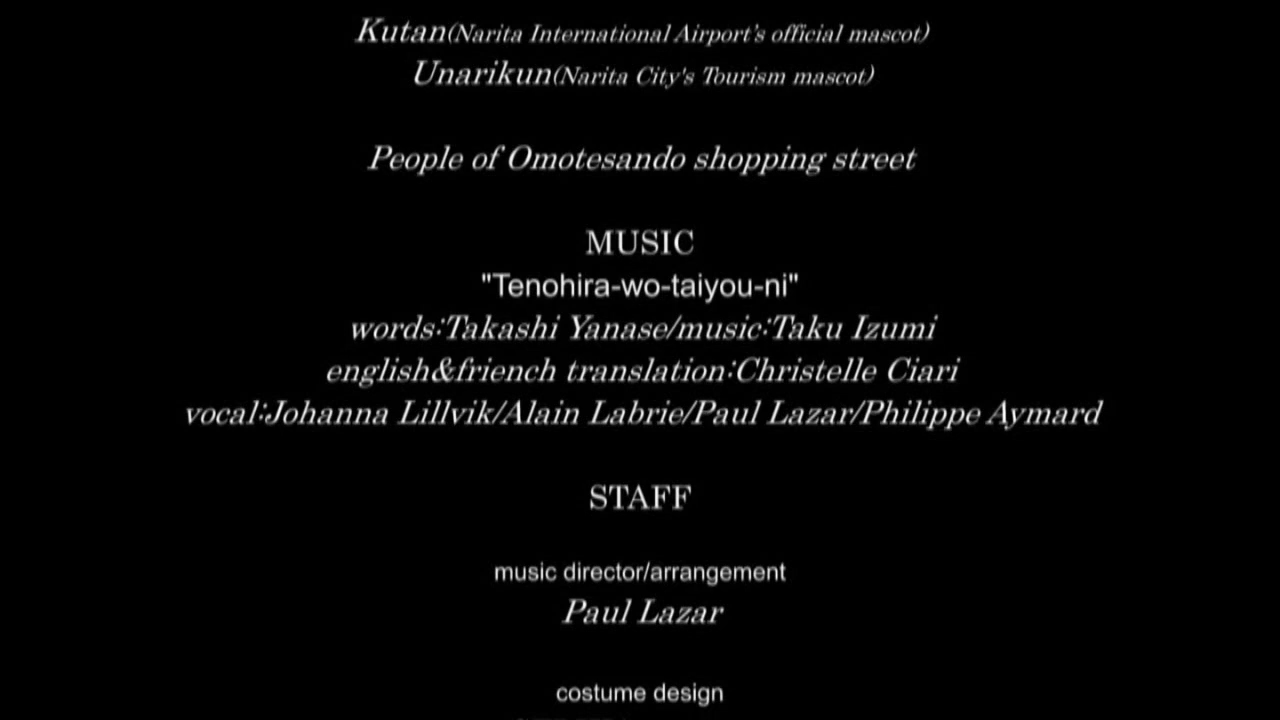 Kutan(Narita International Airport's official mascot)
Unarikun(Narita City's Tourism mascot)
People of Omotesando shopping street
MUSIC
"Tenohira-wo-taiyou-ni"
words:Takashi Yanase/music:Taku Izumi
english&friench translation:Christelle Ciari
vocal:Johanna Lillvik/Alain Labrie/Paul Lazar/Philippe Aymard
STAFF
music director/arrangement
Paul Lazar
costume design